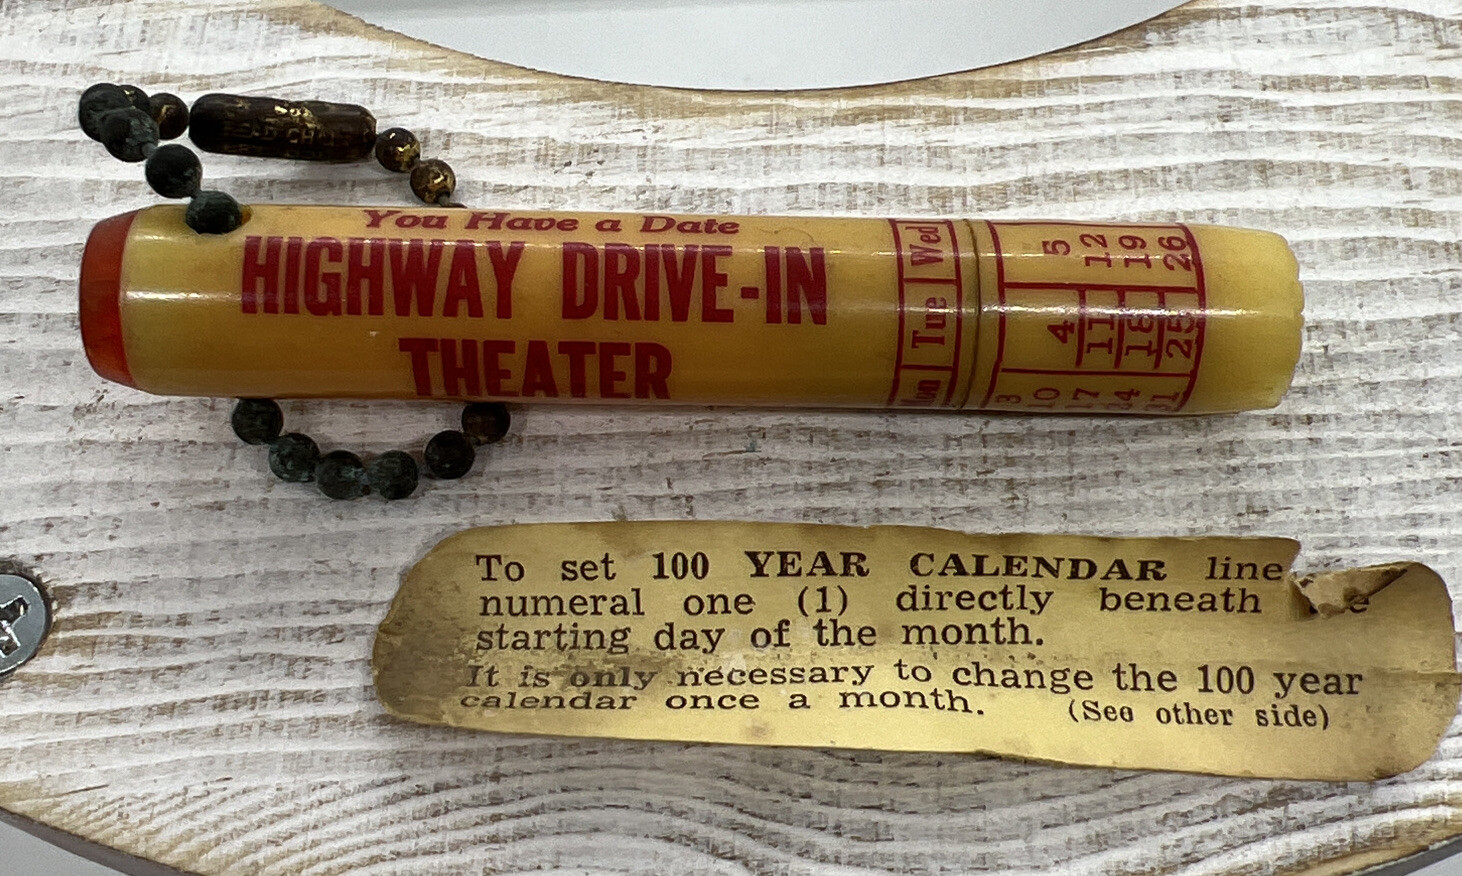 You Have a Date
HIGHWAY DRIVE-IN
THEATER
Wed
Tue
Mon
5 12 19 26
4 11 18 25
3 10 17 24 31
To set 100 YEAR CALENDAR line
numeral one (1) directly beneath
starting day of the month.
It is only necessary to change the 100 year
calendar once a month. (See other side)